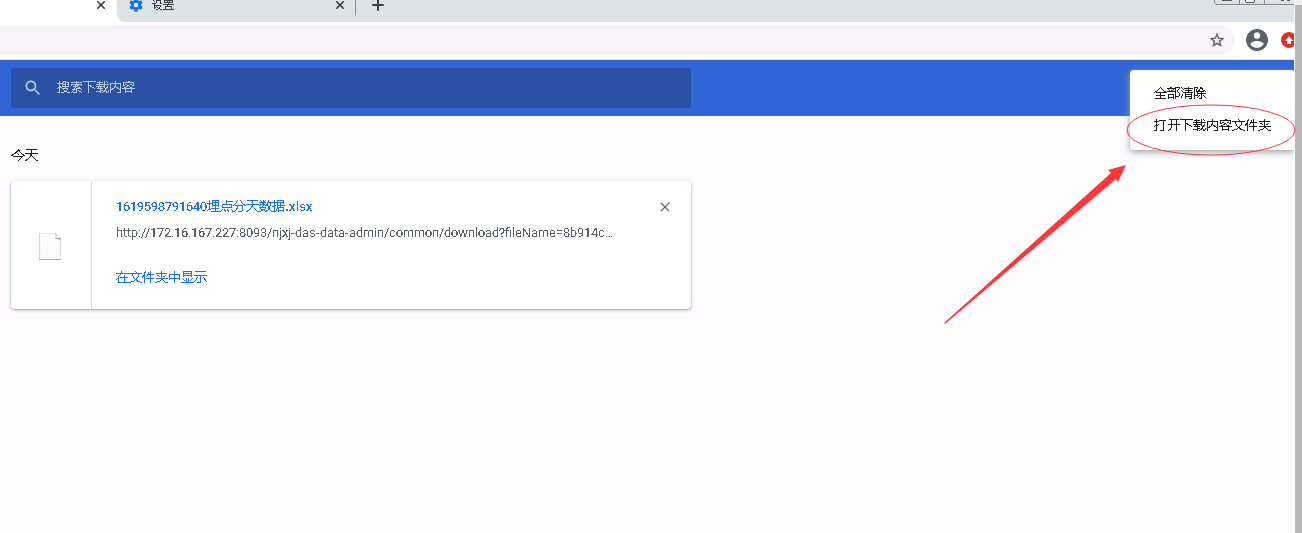 设置
搜索下载内容
全部清除
打开下载内容文件夹
今天
1619598791640埋点分天数据.xlsx
http://172.16.167.227:8093/njxj-das-data-admin/common/download?fileName=8b914c...
在文件夹中显示